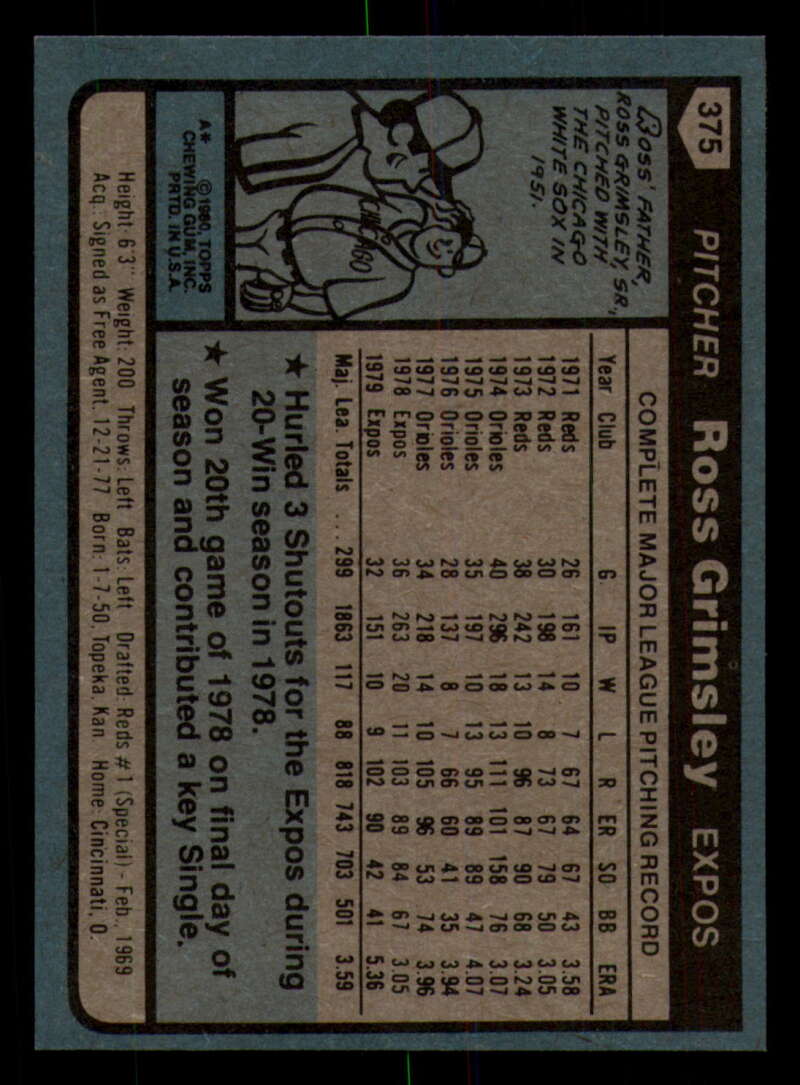 375 PITCHER Ross Grimsley EXPOS
ROSS' FATHER,
ROSS GRIMSLEY, SR.,
PITCHED WITH
THE CHICAGO
WHITE SOX IN
1951.
CHICAGO
A* ©1980, TOPPS
CHEWING GUM, INC.
PRTD. IN U.S.A.
COMPLETE MAJOR LEAGUE PITCHING RECORD
Year Club G IP W L R ER SO BB ERA
1971 Reds 26 161 10 7 67 64 67 43 3.58
1972 Reds 30 198 14 8 73 67 79 50 3.05
1973 Reds 38 242 13 10 96 87 90 68 3.24
1974 Orioles 40 296 18 13 111 101 158 76 3.07
1975 Orioles 35 197 10 13 95 89 89 47 4.07
1976 Orioles 28 137 8 7 66 60 41 35 3.94
1977 Orioles 34 218 14 10 105 96 53 74 3.96
1978 Expos 36 263 20 11 103 89 84 67 3.05
1979 Expos 32 151 10 9 102 90 42 41 5.36
Maj. Lea. Totals ... 299 1863 117 88 818 743 703 501 3.59
★ Hurled 3 Shutouts for the Expos during
20-Win season in 1978.
★ Won 20th game of 1978 on final day of
season and contributed a key Single.
Height: 6'3" Weight: 200 Throws: Left Bats: Left Drafted: Reds #1 (Special) - Feb., 1969
Acq.: Signed as Free Agent, 12-21-77 Born: 1-7-50, Topeka, Kan. Home: Cincinnati, O.